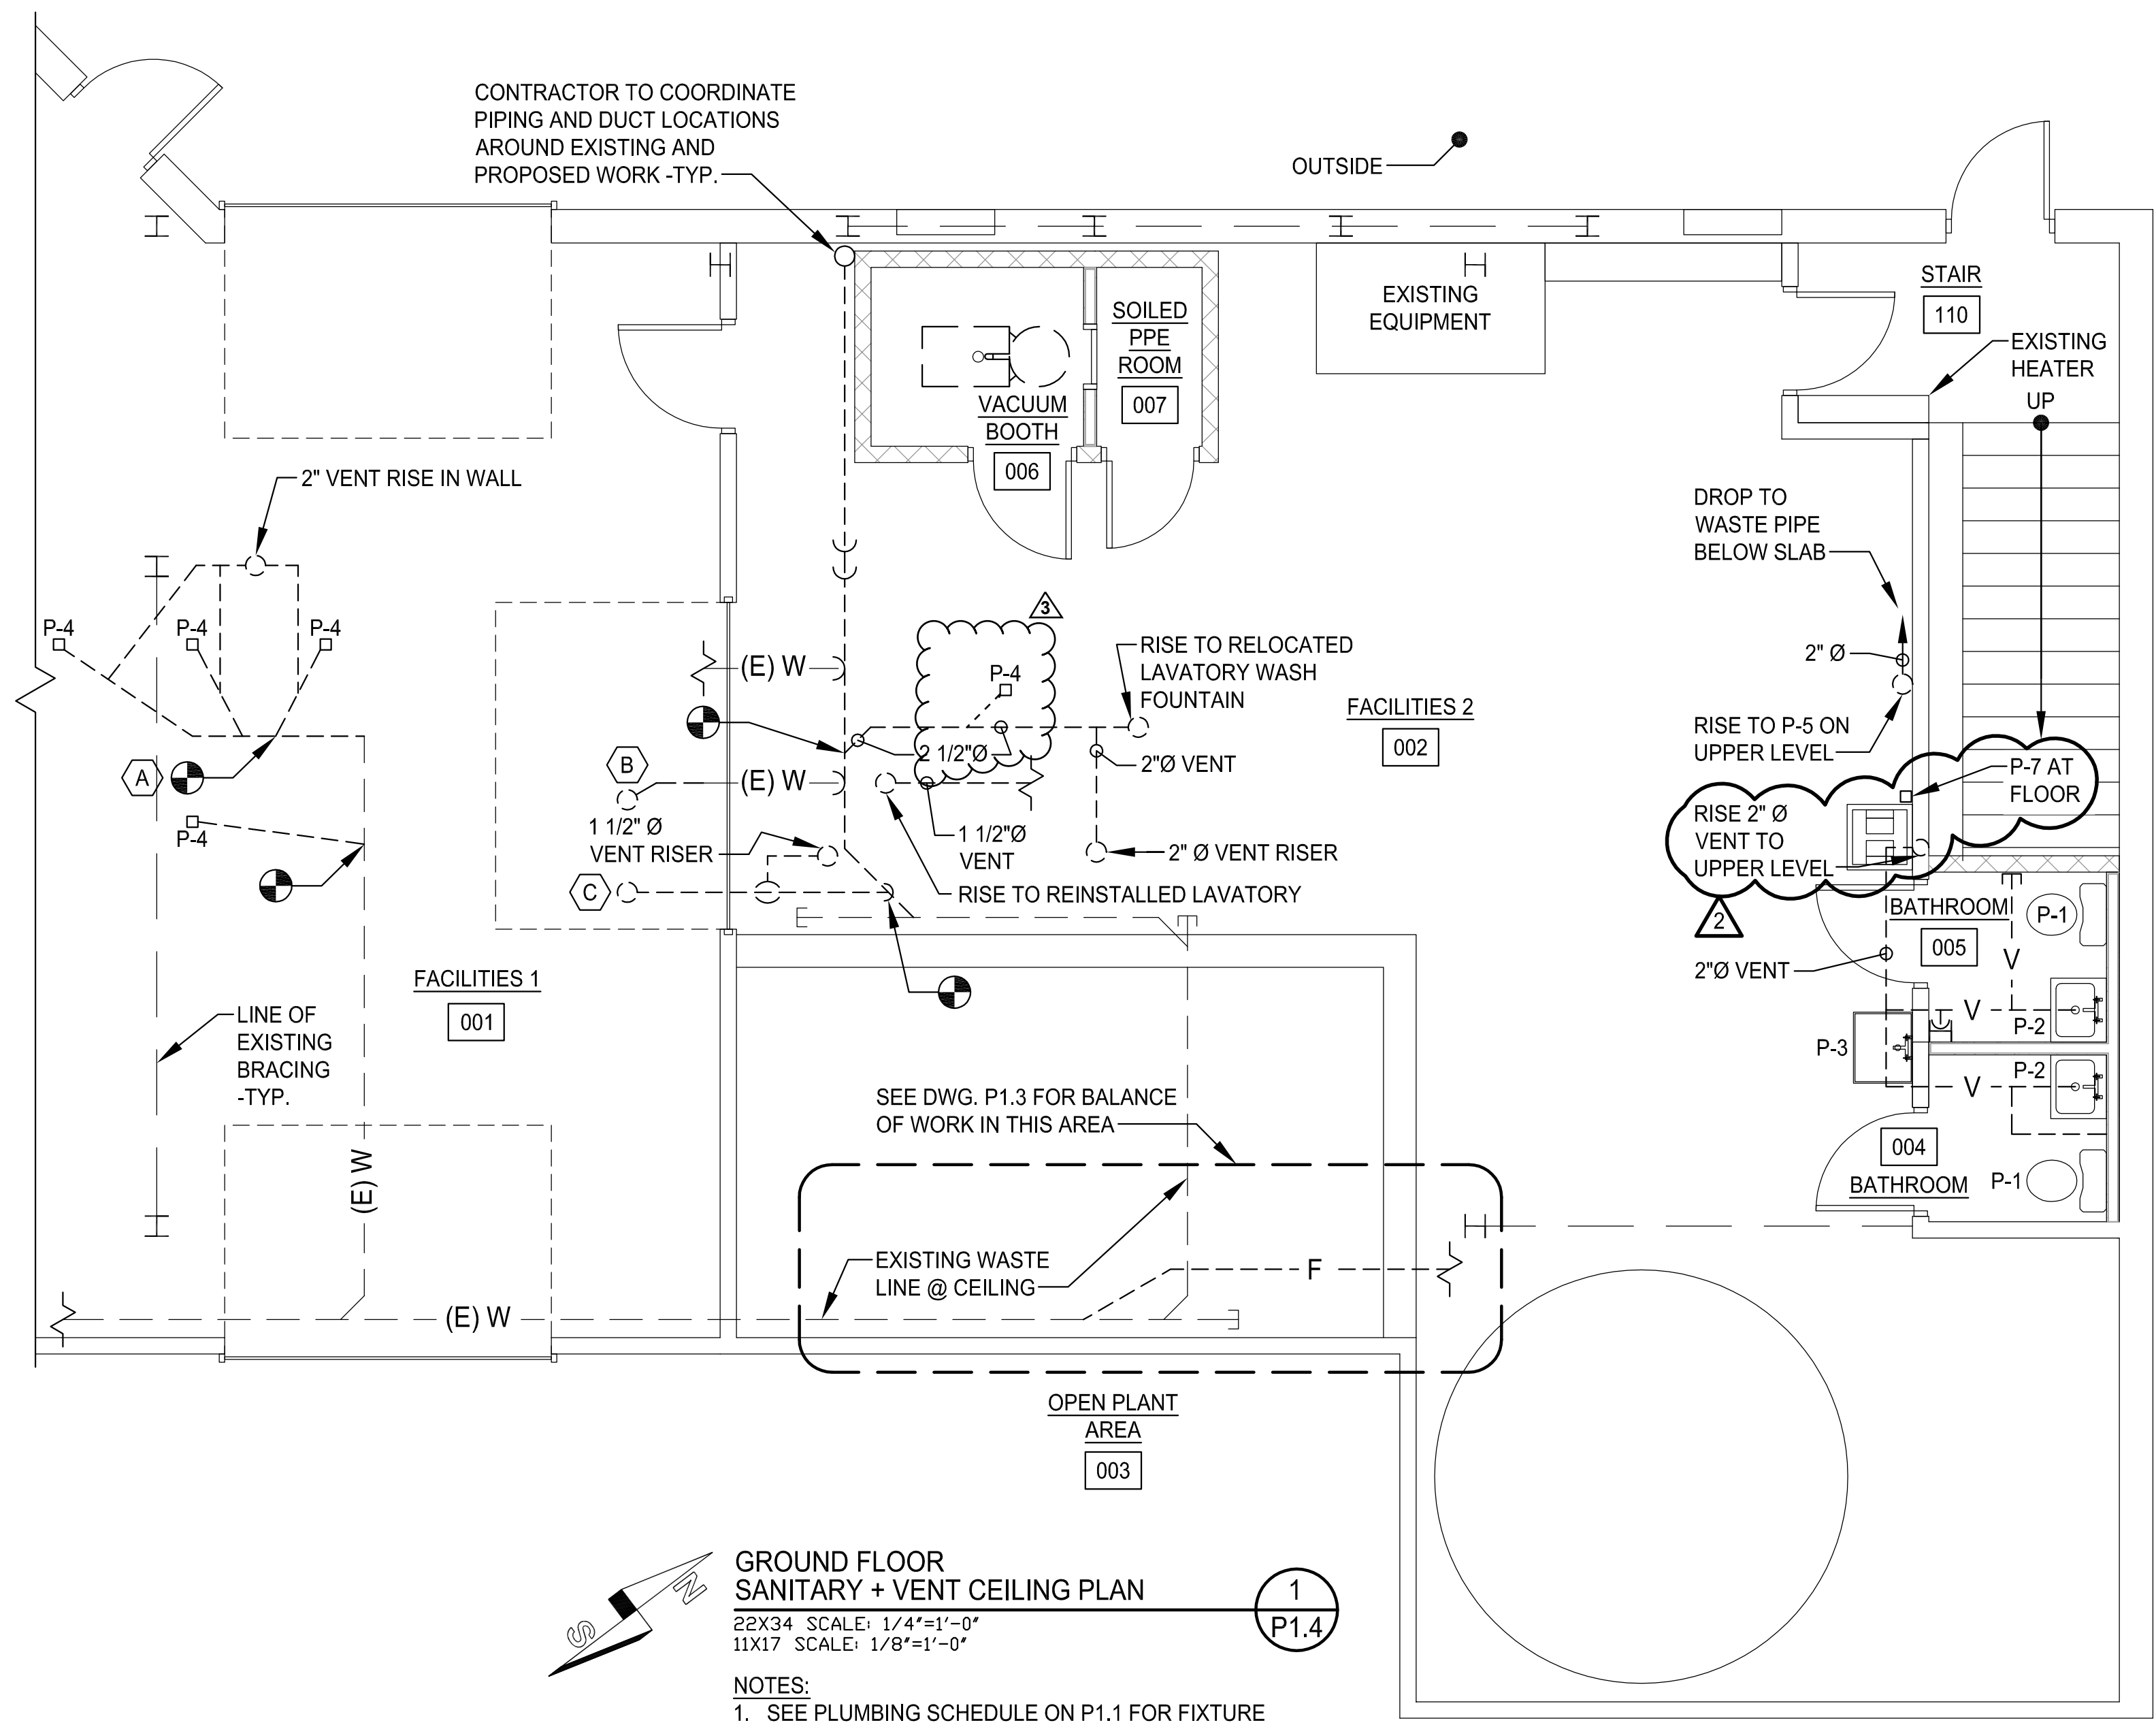 CONTRACTOR TO COORDINATE
PIPING AND DUCT LOCATIONS
AROUND EXISTING AND
PROPOSED WORK -TYP.
OUTSIDE
STAIR
110
EXISTING
EQUIPMENT
SOILED
PPE
ROOM
007
VACUUM
BOOTH
006
EXISTING
HEATER
UP
2" VENT RISE IN WALL
DROP TO
WASTE PIPE
BELOW SLAB
P-4
P-4
P-4
3
P-4
(E) W
RISE TO RELOCATED
LAVATORY WASH
FOUNTAIN
2" Ø
FACILITIES 2
002
RISE TO P-5 ON
UPPER LEVEL
A
B
2 1/2"Ø
2"Ø VENT
(E) W
P-7 AT
FLOOR
P-4
1 1/2" Ø
VENT RISER
1 1/2"Ø
VENT
2" Ø VENT RISER
RISE 2" Ø
VENT TO
UPPER LEVEL
C
RISE TO REINSTALLED LAVATORY
2
BATHROOM
005
P-1
V
2"Ø VENT
FACILITIES 1
001
LINE OF
EXISTING
BRACING
-TYP.
V
P-2
P-3
P-2
V
SEE DWG. P1.3 FOR BALANCE
OF WORK IN THIS AREA
004
BATHROOM
P-1
(E) W
EXISTING WASTE
LINE @ CEILING
F
(E) W
OPEN PLANT
AREA
003
N
S
GROUND FLOOR
SANITARY + VENT CEILING PLAN
1
P1.4
22X34 SCALE: 1/4"=1'-0"
11X17 SCALE: 1/8"=1'-0"
NOTES:
1. SEE PLUMBING SCHEDULE ON P1.1 FOR FIXTURE